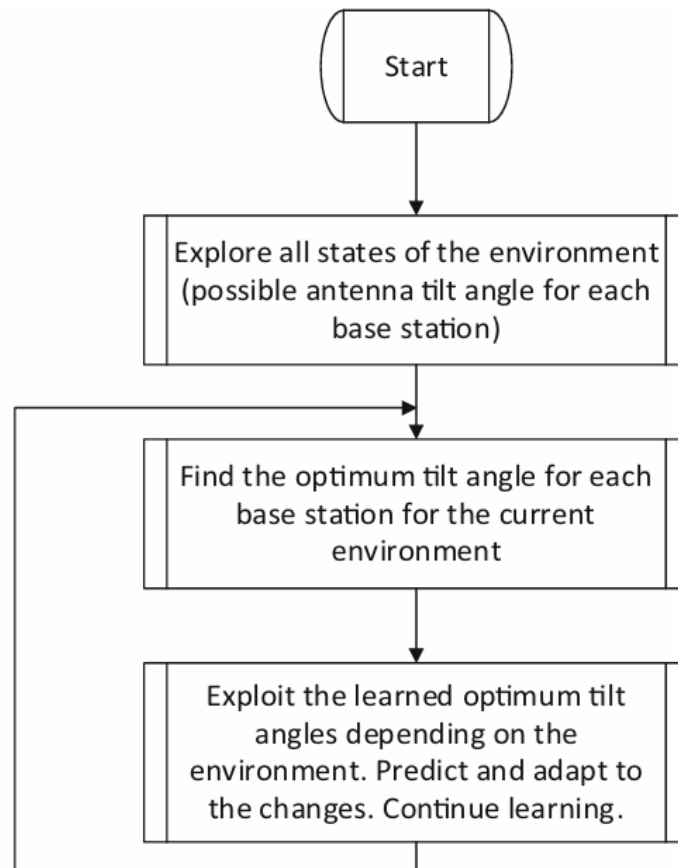 Start
Explore all states of the environment
(possible antenna tilt angle for each
base station)
Find the optimum tilt angle for each
base station for the current
environment
Exploit the learned optimum tilt
angles depending on the
environment. Predict and adapt to
the changes. Continue learning.